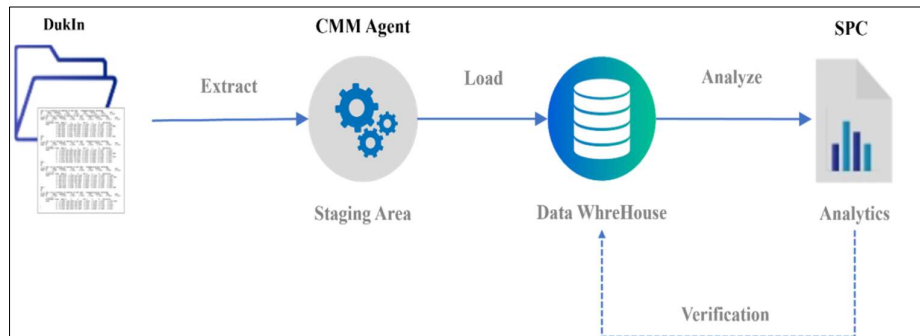 DukIn
CMM Agent
SPC
Extract
Load
Analyze
Staging Area
Data WhreHouse
Analytics
Verification